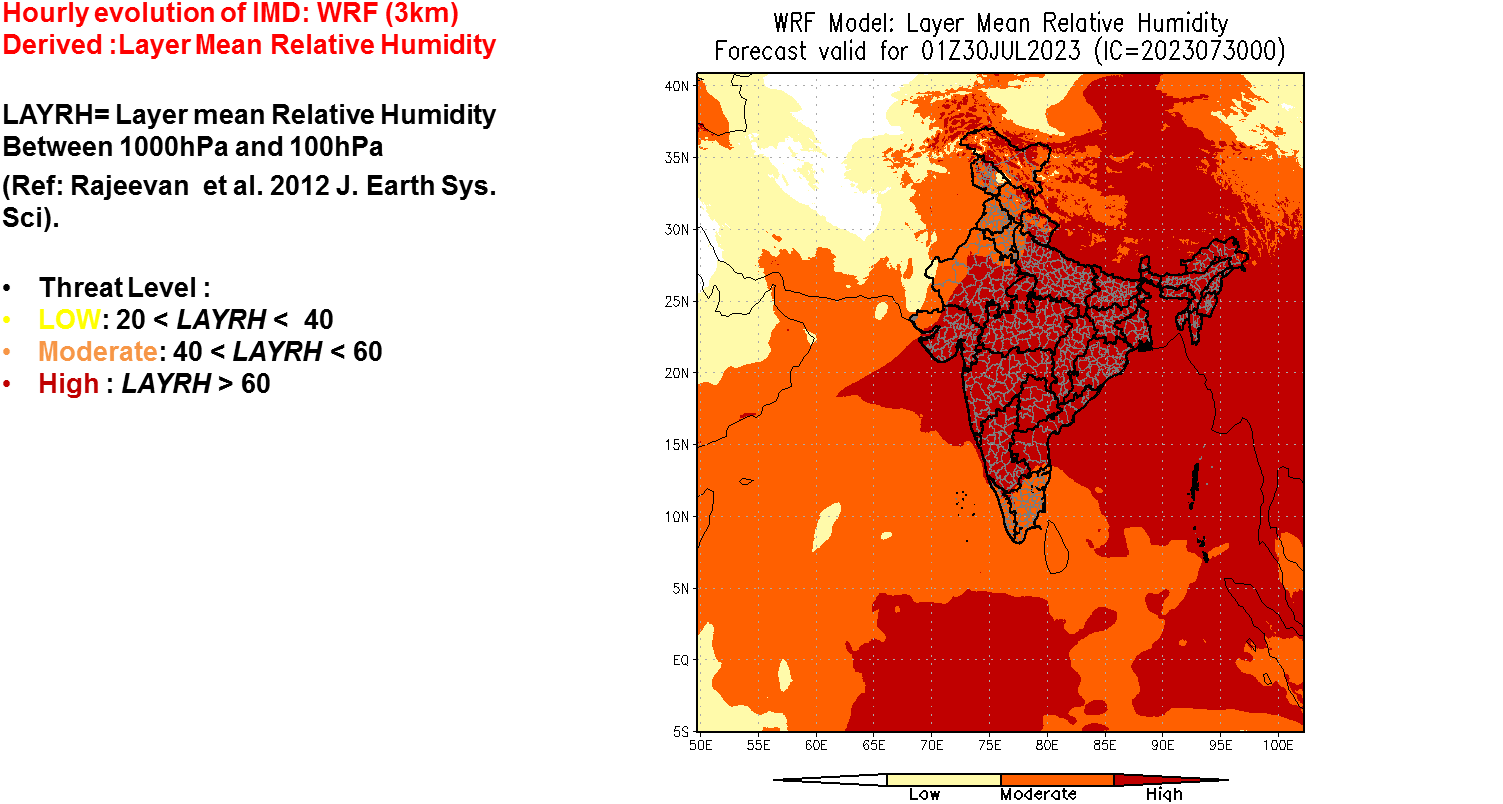 Hourly evolution of IMD: WRF (3km)
Derived :Layer Mean Relative Humidity
LAYRH= Layer mean Relative Humidity
Between 1000hPa and 100hPa
(Ref: Rajeevan et al. 2012 J. Earth Sys.
Sci).
• Threat Level :
• LOW: 20 < LAYRH < 40
• Moderate: 40 < LAYRH < 60
• High : LAYRH > 60
WRF Model: Layer Mean Relative Humidity
Forecast valid for 01Z30JUL2023 (IC=2023073000)
40N
35N
30N
25N
20N
15N
10N
5N
EQ
5S
50E 55E 60E 65E 70E 75E 80E 85E 90E 95E 100E
Low Moderate High